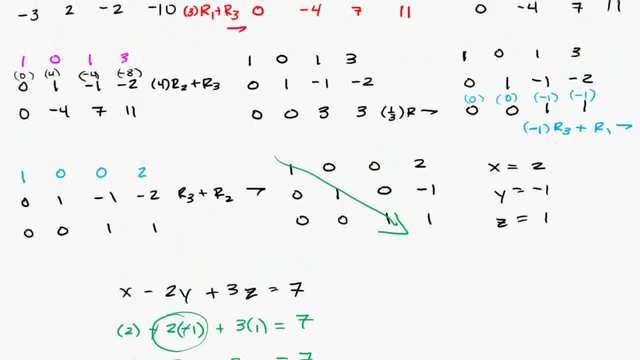 -3 2 -2 -10 (3)R₁+R₃ 0 -4 7 11 0 -4 7 11
1 0 1 3 1 0 1 3 1 0 1 3
(0) (4) (-4) (-8)
0 1 -1 -2 (4)R₂+R₃ 0 1 -1 -2 0 1 -1 -2
(0) (0) (-1) (-1)
0 -4 7 11 0 0 3 3 (1/3)R → 0 0 1 1
(-1)R₃+R₁ →
1 0 0 2 1 0 0 2 x = 2
0 1 -1 -2 R₃+R₂ → 0 1 0 -1 y = -1
0 0 1 1 0 0 1 1 z = 1
x - 2y + 3z = 7
(2) - 2(-1) + 3(1) = 7